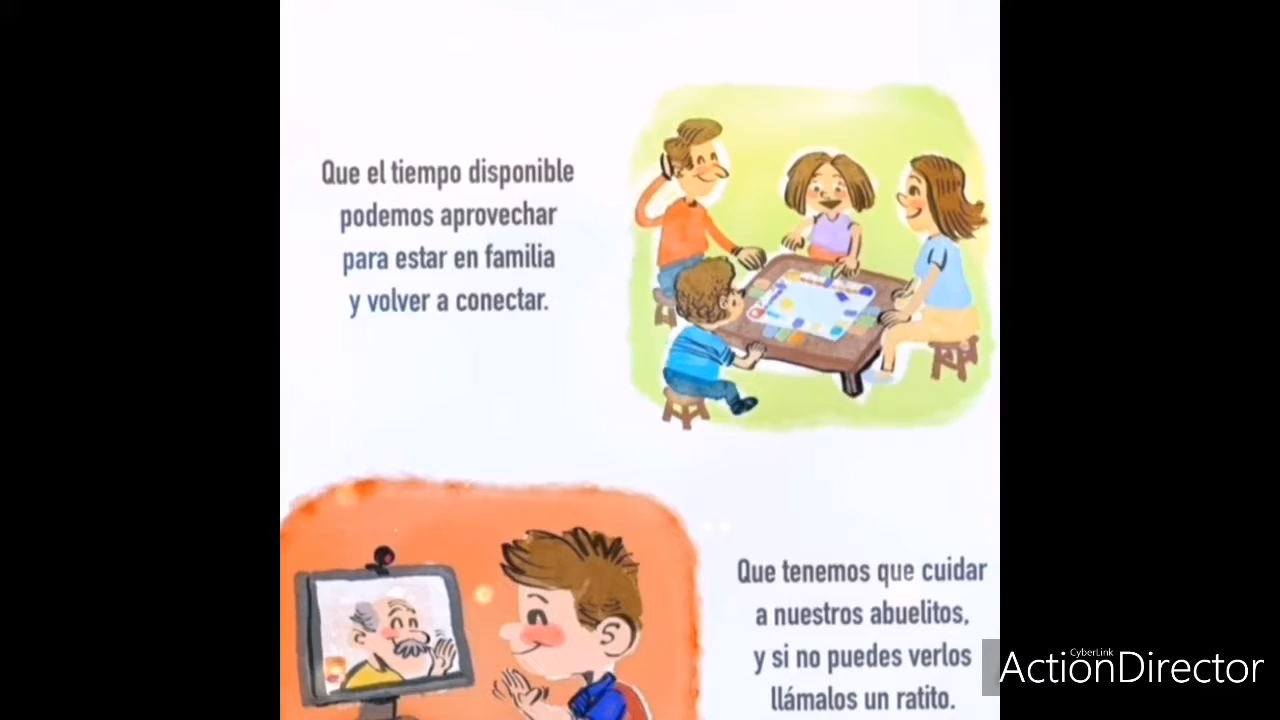 Que el tiempo disponible
podemos aprovechar
para estar en familia
y volver a conectar.
Que tenemos que cuidar
a nuestros abuelitos,
y si no puedes verlos
llámalos un ratito.
CyberLink
ActionDirector